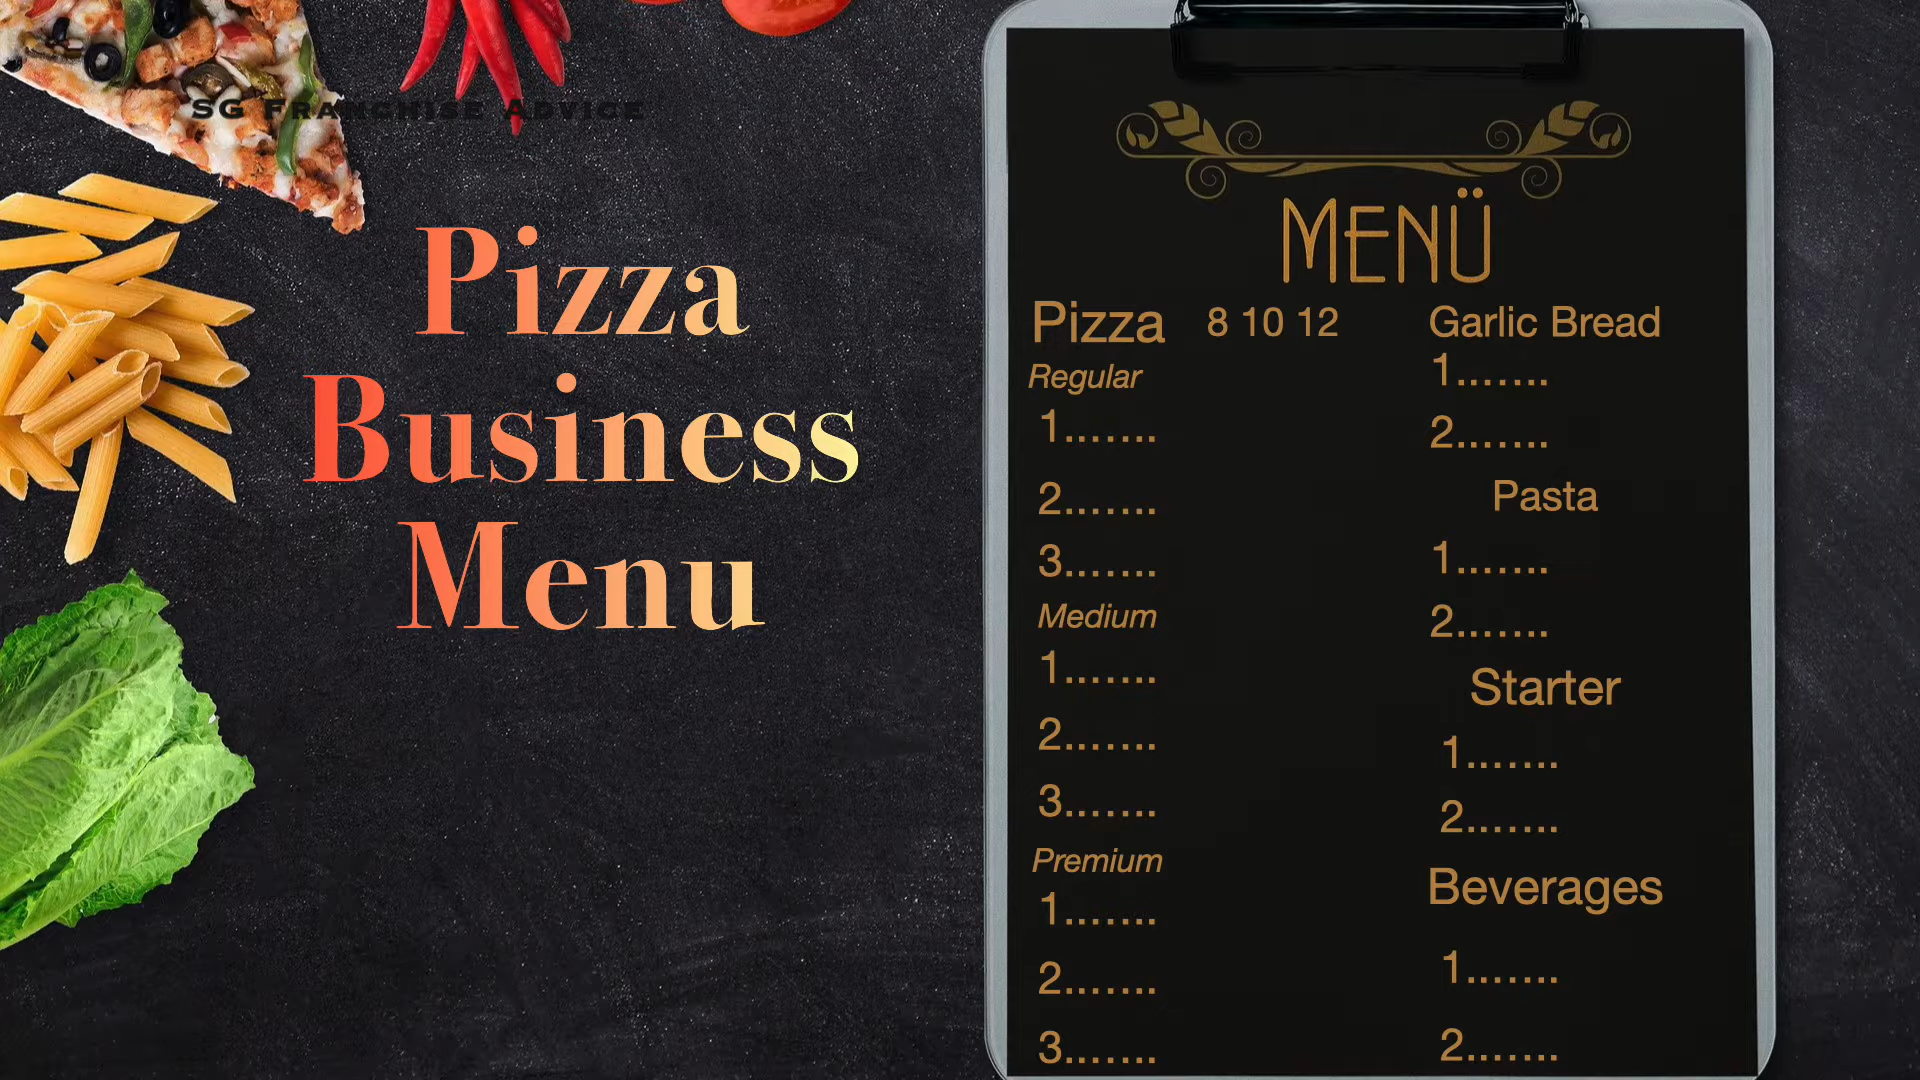 SG Franchise Advice
Pizza
Business
Menu
MENÜ
Pizza 8 10 12
Regular
1.......
2.......
3.......
Medium
1.......
2.......
3.......
Premium
1.......
2.......
3.......
Garlic Bread
1.......
2.......
Pasta
1.......
2.......
Starter
1.......
2.......
Beverages
1.......
2.......